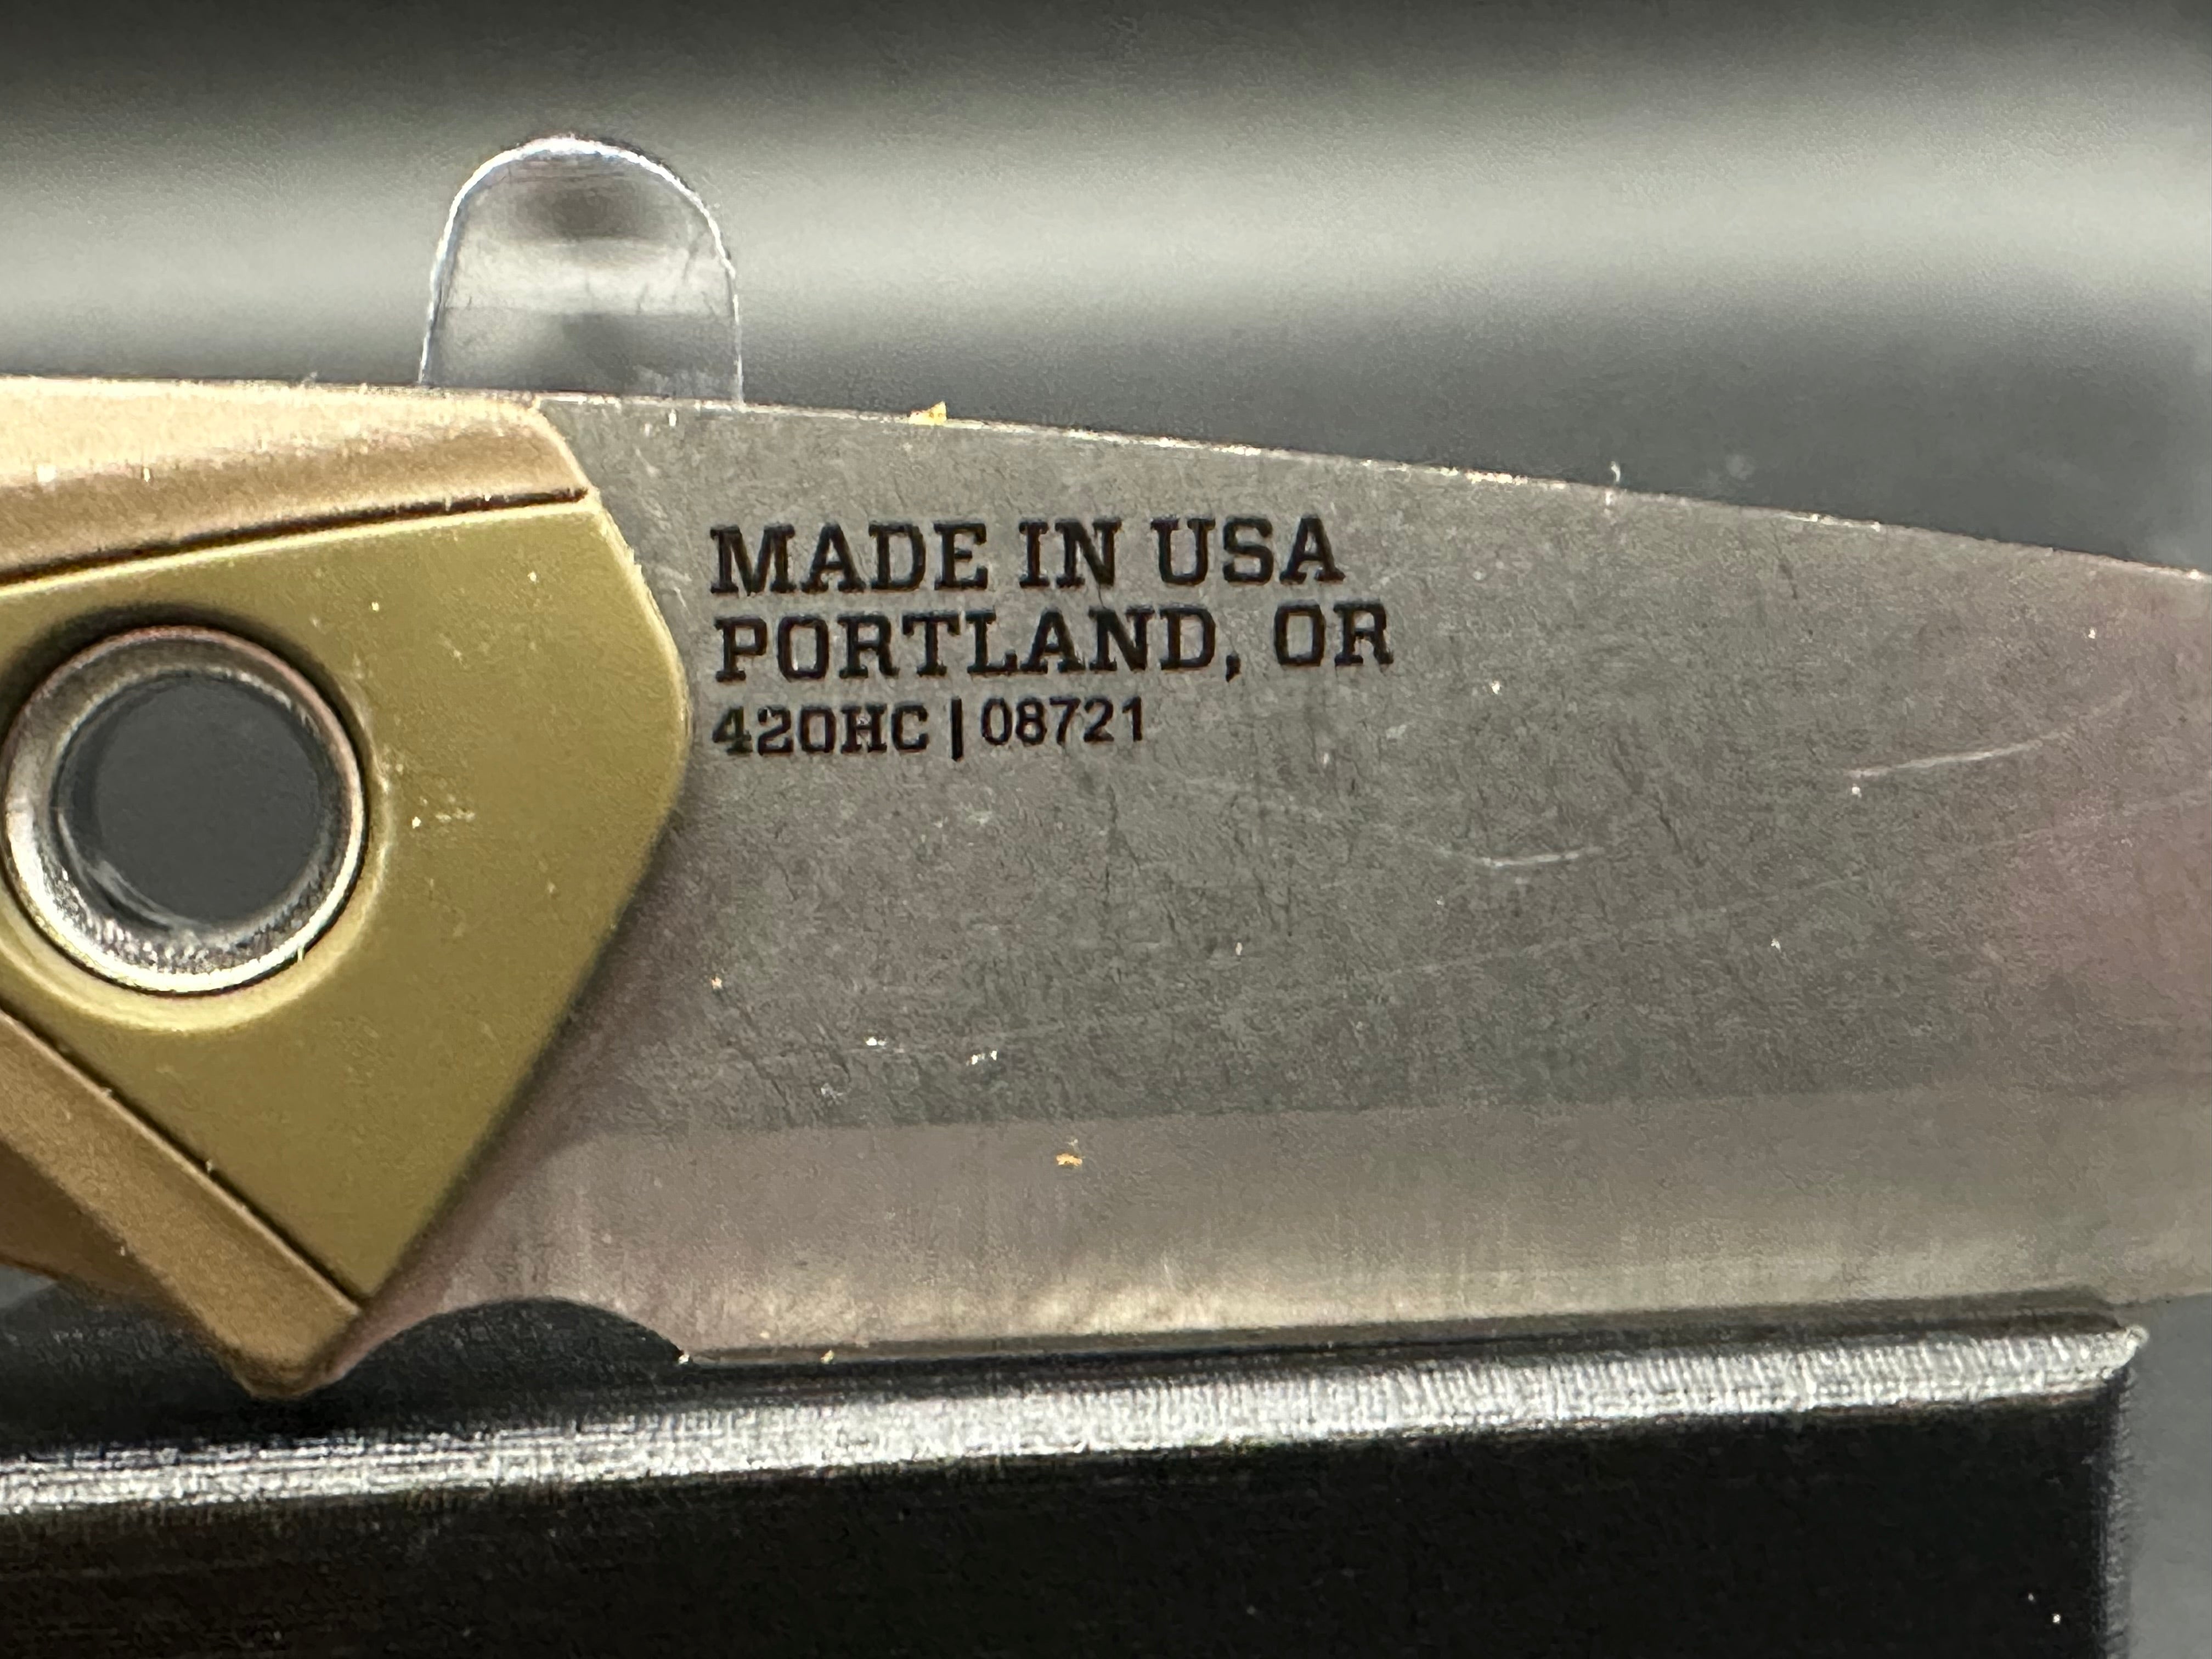 MADE IN USA
PORTLAND, OR
420HC | 08721